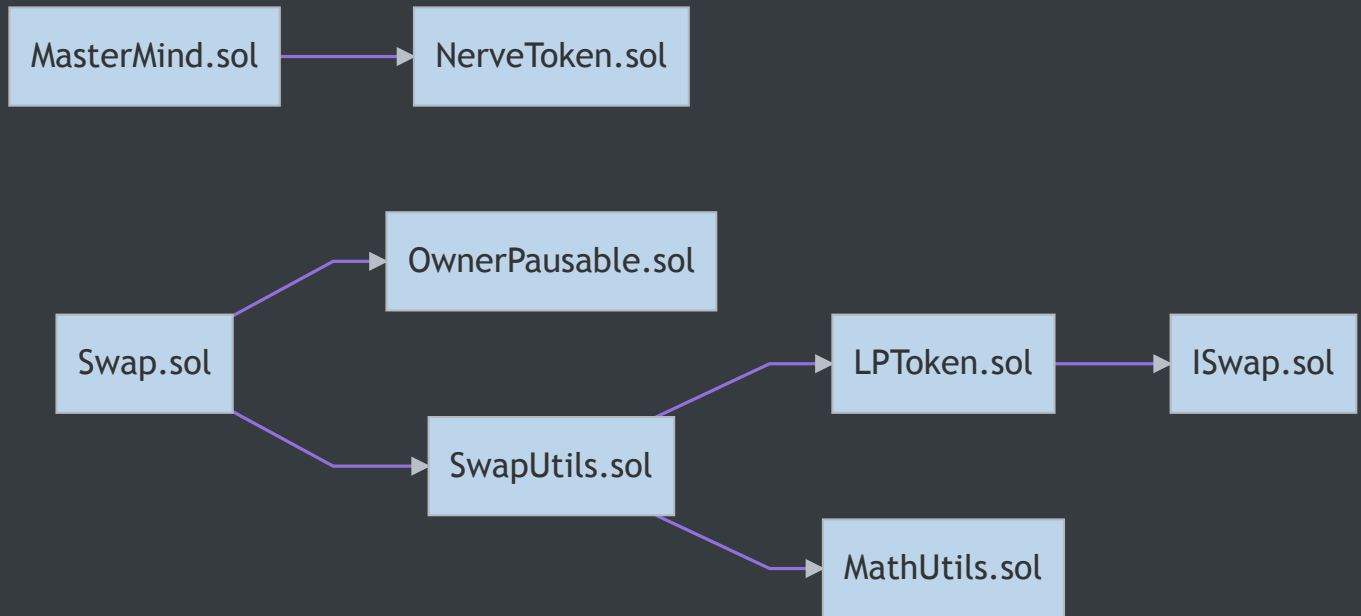 MasterMind.sol
NerveToken.sol
OwnerPausable.sol
Swap.sol
LPToken.sol
ISwap.sol
SwapUtils.sol
MathUtils.sol